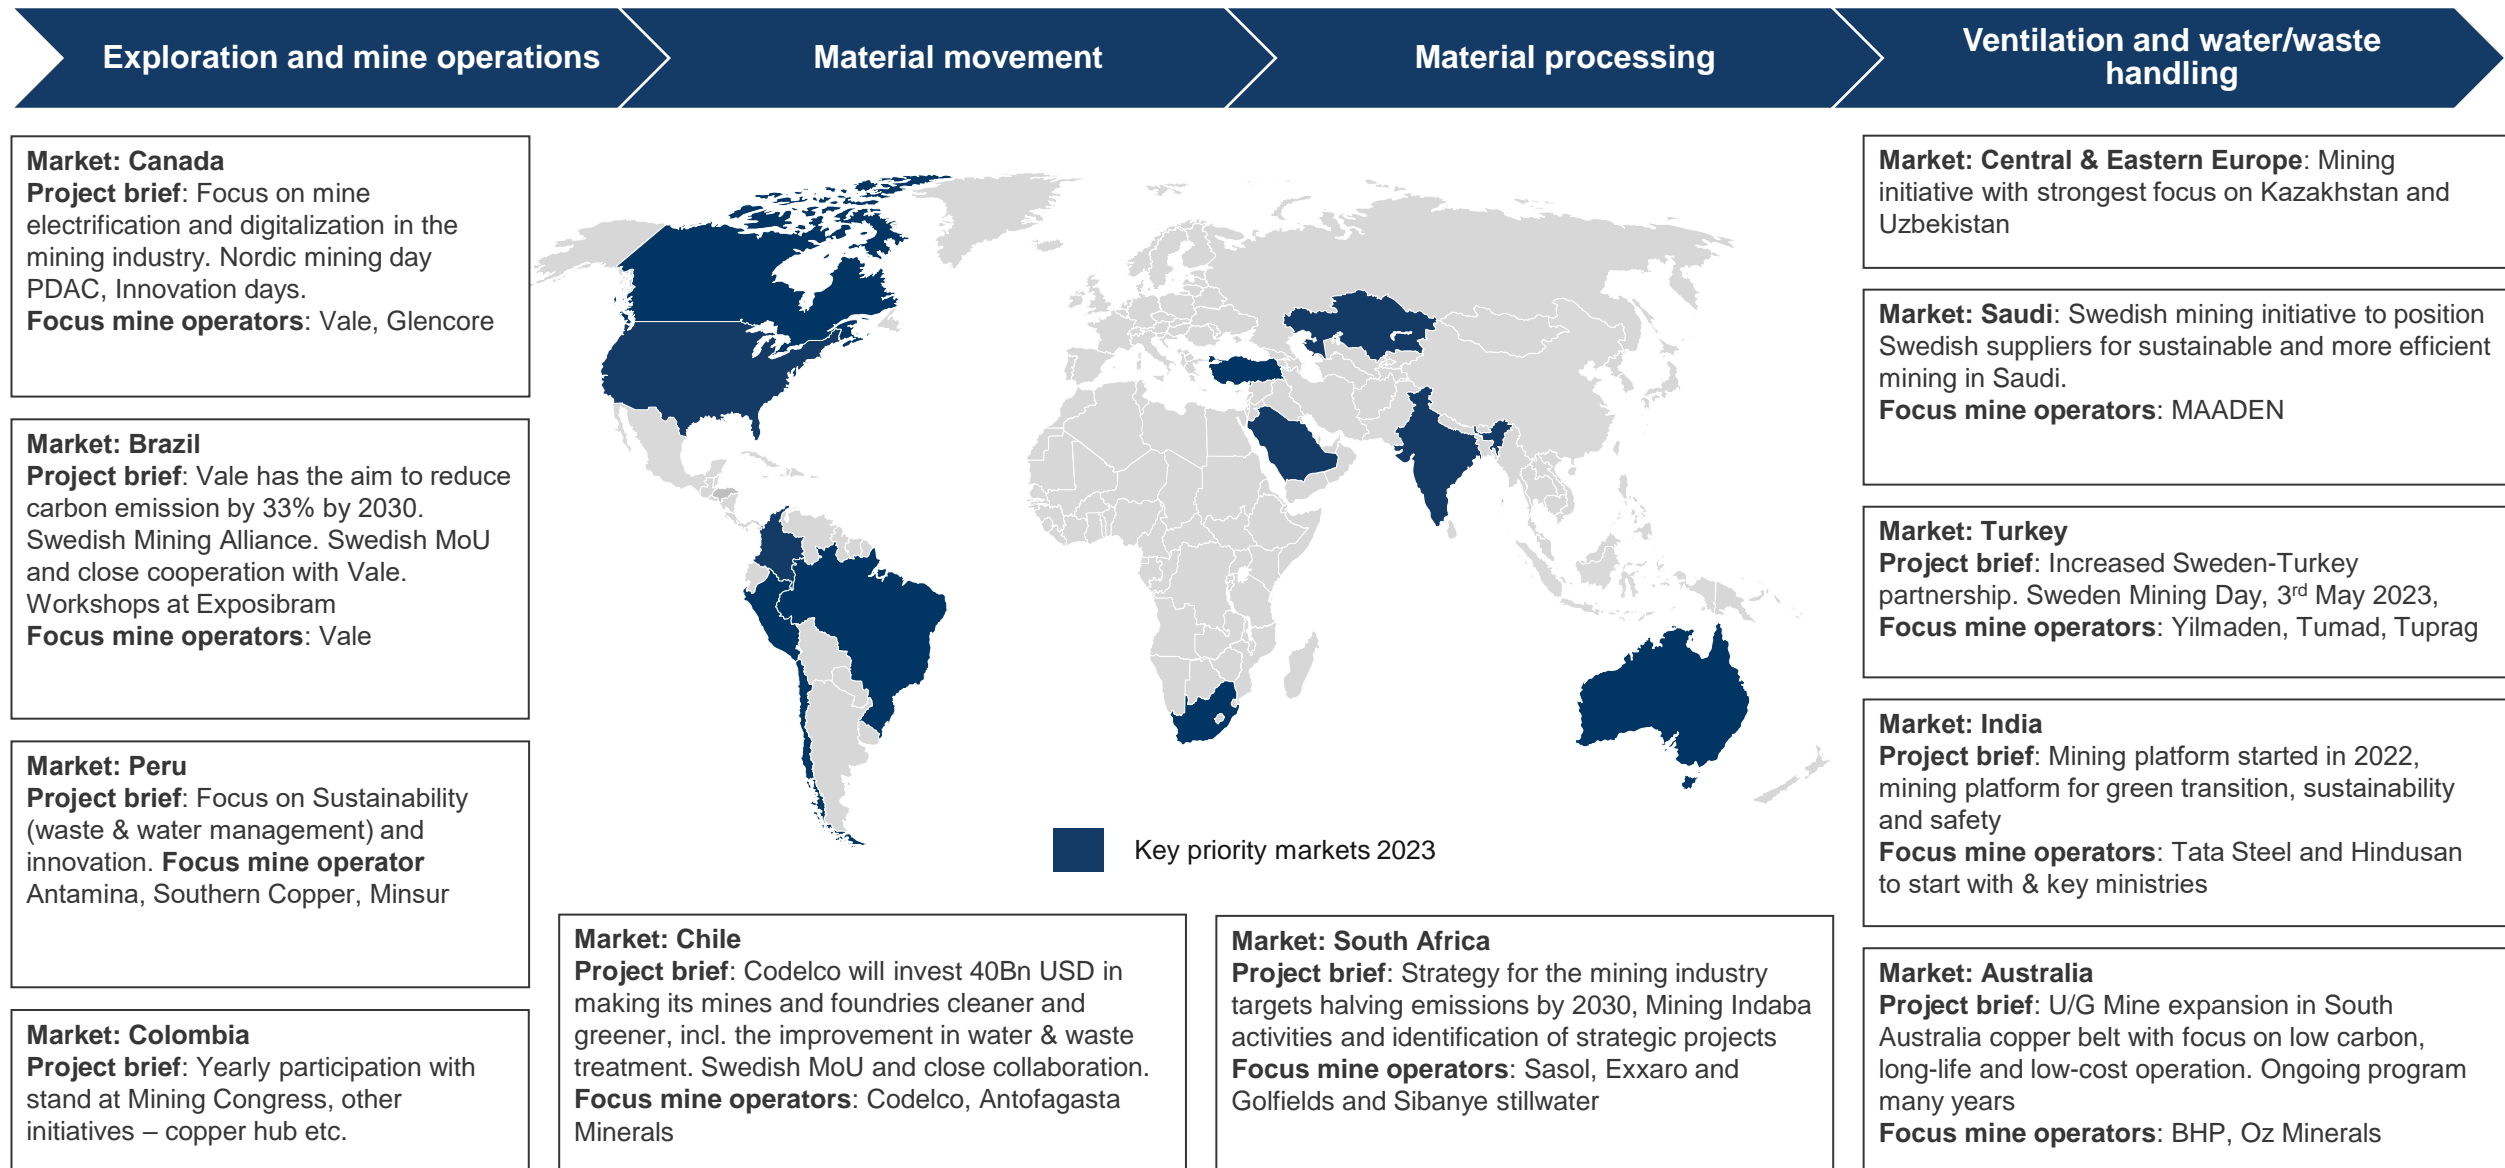 Exploration and mine operations
Material movement
Material processing
Ventilation and water/waste
handling
Market: Canada
Project brief: Focus on mine
electrification and digitalization in the
mining industry. Nordic mining day
PDAC, Innovation days.
Focus mine operators: Vale, Glencore
Market: Brazil
Project brief: Vale has the aim to reduce
carbon emission by 33% by 2030.
Swedish Mining Alliance. Swedish MoU
and close cooperation with Vale.
Workshops at Exposibram
Focus mine operators: Vale
Market: Peru
Project brief: Focus on Sustainability
(waste & water management) and
innovation. Focus mine operator
Antamina, Southern Copper, Minsur
Market: Colombia
Project brief: Yearly participation with
stand at Mining Congress, other
initiatives – copper hub etc.
Key priority markets 2023
Market: Chile
Project brief: Codelco will invest 40Bn USD in
making its mines and foundries cleaner and
greener, incl. the improvement in water & waste
treatment. Swedish MoU and close collaboration.
Focus mine operators: Codelco, Antofagasta
Minerals
Market: South Africa
Project brief: Strategy for the mining industry
targets halving emissions by 2030, Mining Indaba
activities and identification of strategic projects
Focus mine operators: Sasol, Exxaro and
Golfields and Sibanye stillwater
Market: Central & Eastern Europe: Mining
initiative with strongest focus on Kazakhstan and
Uzbekistan
Market: Saudi: Swedish mining initiative to position
Swedish suppliers for sustainable and more efficient
mining in Saudi.
Focus mine operators: MAADEN
Market: Turkey
Project brief: Increased Sweden-Turkey
partnership. Sweden Mining Day, 3rd May 2023,
Focus mine operators: Yilmaden, Tumad, Tuprag
Market: India
Project brief: Mining platform started in 2022,
mining platform for green transition, sustainability
and safety
Focus mine operators: Tata Steel and Hindusan
to start with & key ministries
Market: Australia
Project brief: U/G Mine expansion in South
Australia copper belt with focus on low carbon,
long-life and low-cost operation. Ongoing program
many years
Focus mine operators: BHP, Oz Minerals